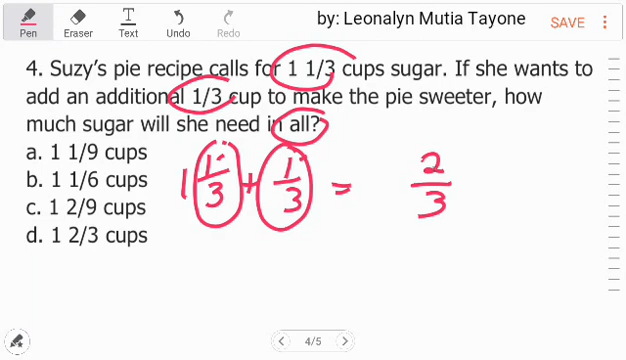 by: Leonalyn Mutia Tayone
SAVE
Pen Eraser Text Undo Redo
4. Suzy's pie recipe calls for 1 1/3 cups sugar. If she wants to
add an additional 1/3 cup to make the pie sweeter, how
much sugar will she need in all?
a. 1 1/9 cups
b. 1 1/6 cups
c. 1 2/9 cups
d. 1 2/3 cups
1 1/3 + 1/3 = 2/3
4/5